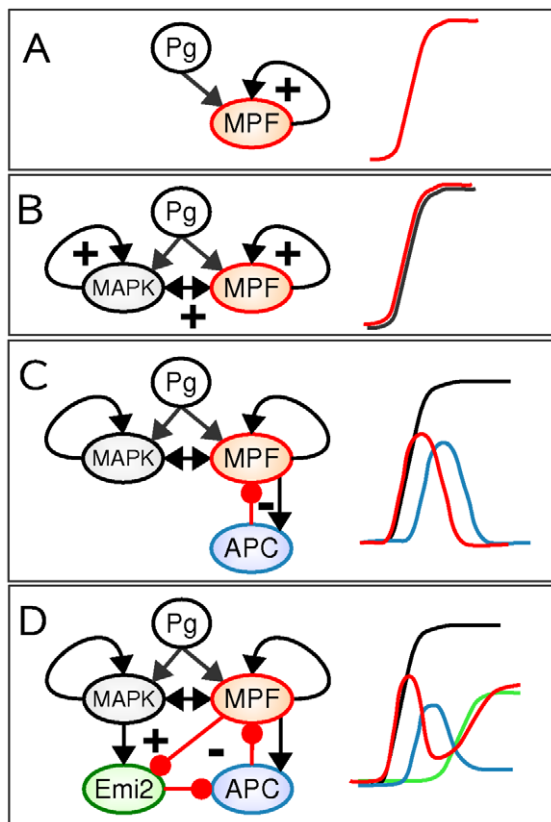 A
Pg
+
MPF
B
Pg
+ +
MAPK MPF
+
C
Pg
MAPK MPF
-
APC
D
Pg
MAPK MPF
+ -
Emi2 APC